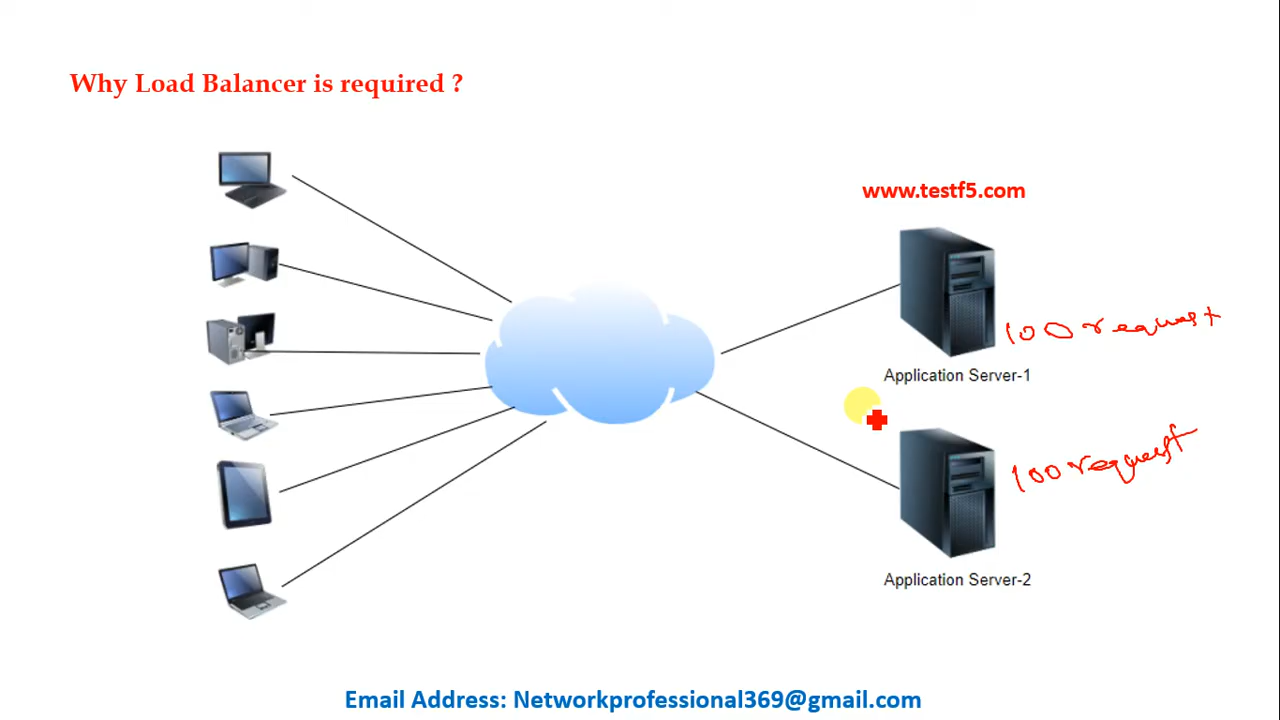 Why Load Balancer is required ?
www.testf5.com
100 request
Application Server-1
100 request
Application Server-2
Email Address: Networkprofessional369@gmail.com